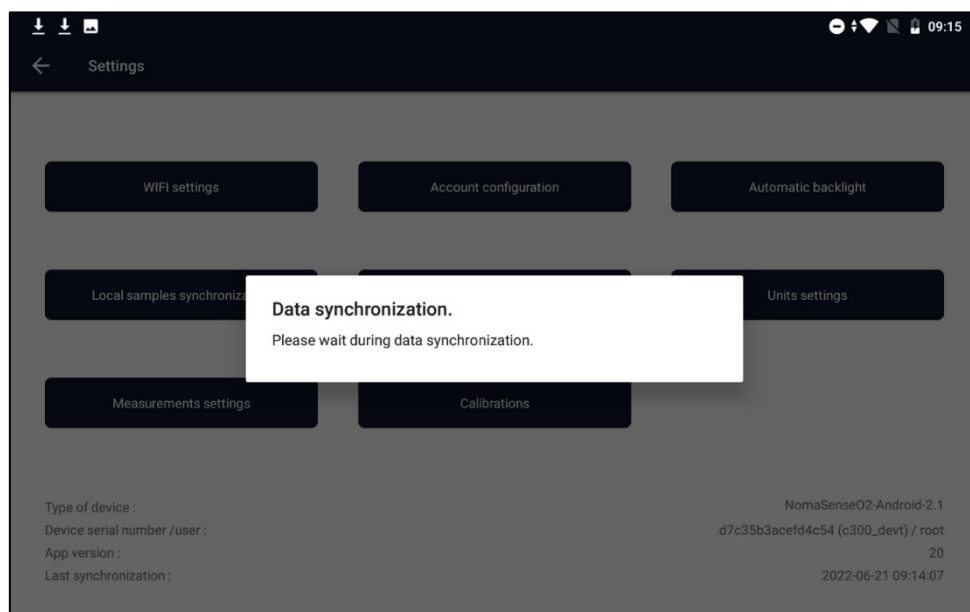 09:15
Settings
WIFI settings
Account configuration
Automatic backlight
Local samples synchroniza
Units settings
Data synchronization.
Please wait during data synchronization.
Measurements settings
Calibrations
Type of device :
NomaSenseO2-Android-2.1
Device serial number /user :
d7c35b3acefd4c54 (c300_devt) / root
App version :
20
Last synchronization :
2022-06-21 09:14:07